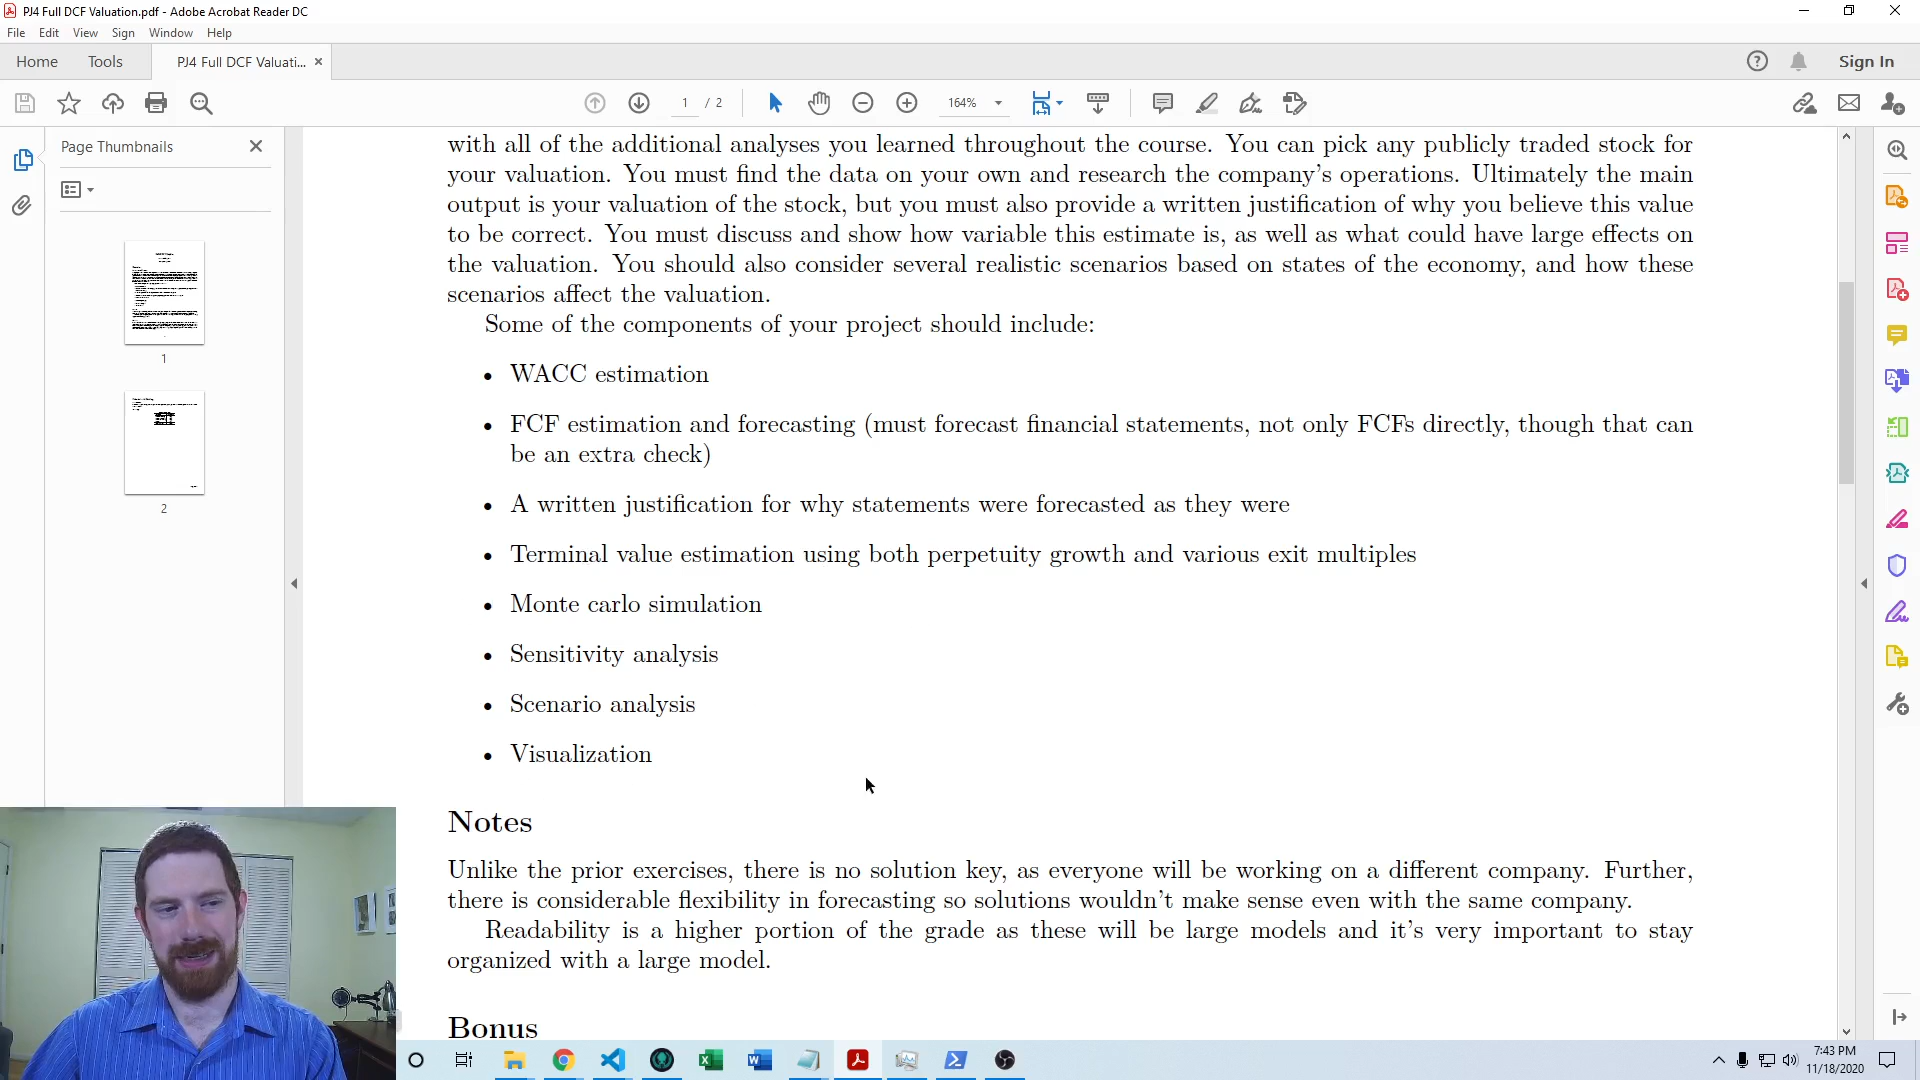 PJ4 Full DCF Valuation.pdf - Adobe Acrobat Reader DC
File Edit View Sign Window Help
Home Tools PJ4 Full DCF Valuati... Sign In
1 / 2 164%
Page Thumbnails
1
2
with all of the additional analyses you learned throughout the course. You can pick any publicly traded stock for
your valuation. You must find the data on your own and research the company's operations. Ultimately the main
output is your valuation of the stock, but you must also provide a written justification of why you believe this value
to be correct. You must discuss and show how variable this estimate is, as well as what could have large effects on
the valuation. You should also consider several realistic scenarios based on states of the economy, and how these
scenarios affect the valuation.
Some of the components of your project should include:
• WACC estimation
• FCF estimation and forecasting (must forecast financial statements, not only FCFs directly, though that can
be an extra check)
• A written justification for why statements were forecasted as they were
• Terminal value estimation using both perpetuity growth and various exit multiples
• Monte carlo simulation
• Sensitivity analysis
• Scenario analysis
• Visualization
Notes
Unlike the prior exercises, there is no solution key, as everyone will be working on a different company. Further,
there is considerable flexibility in forecasting so solutions wouldn't make sense even with the same company.
Readability is a higher portion of the grade as these will be large models and it's very important to stay
organized with a large model.
Bonus
7:43 PM
11/18/2020